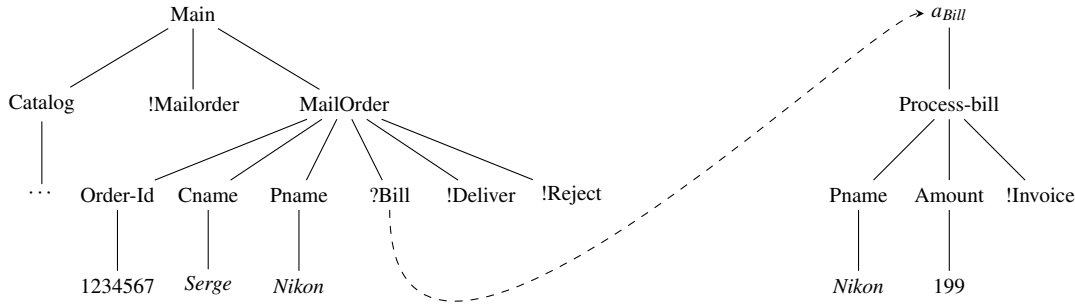 Main a_Bill
Catalog !Mailorder MailOrder Process-bill
... Order-Id Cname Pname ?Bill !Deliver !Reject Pname Amount !Invoice
1234567 Serge Nikon Nikon 199